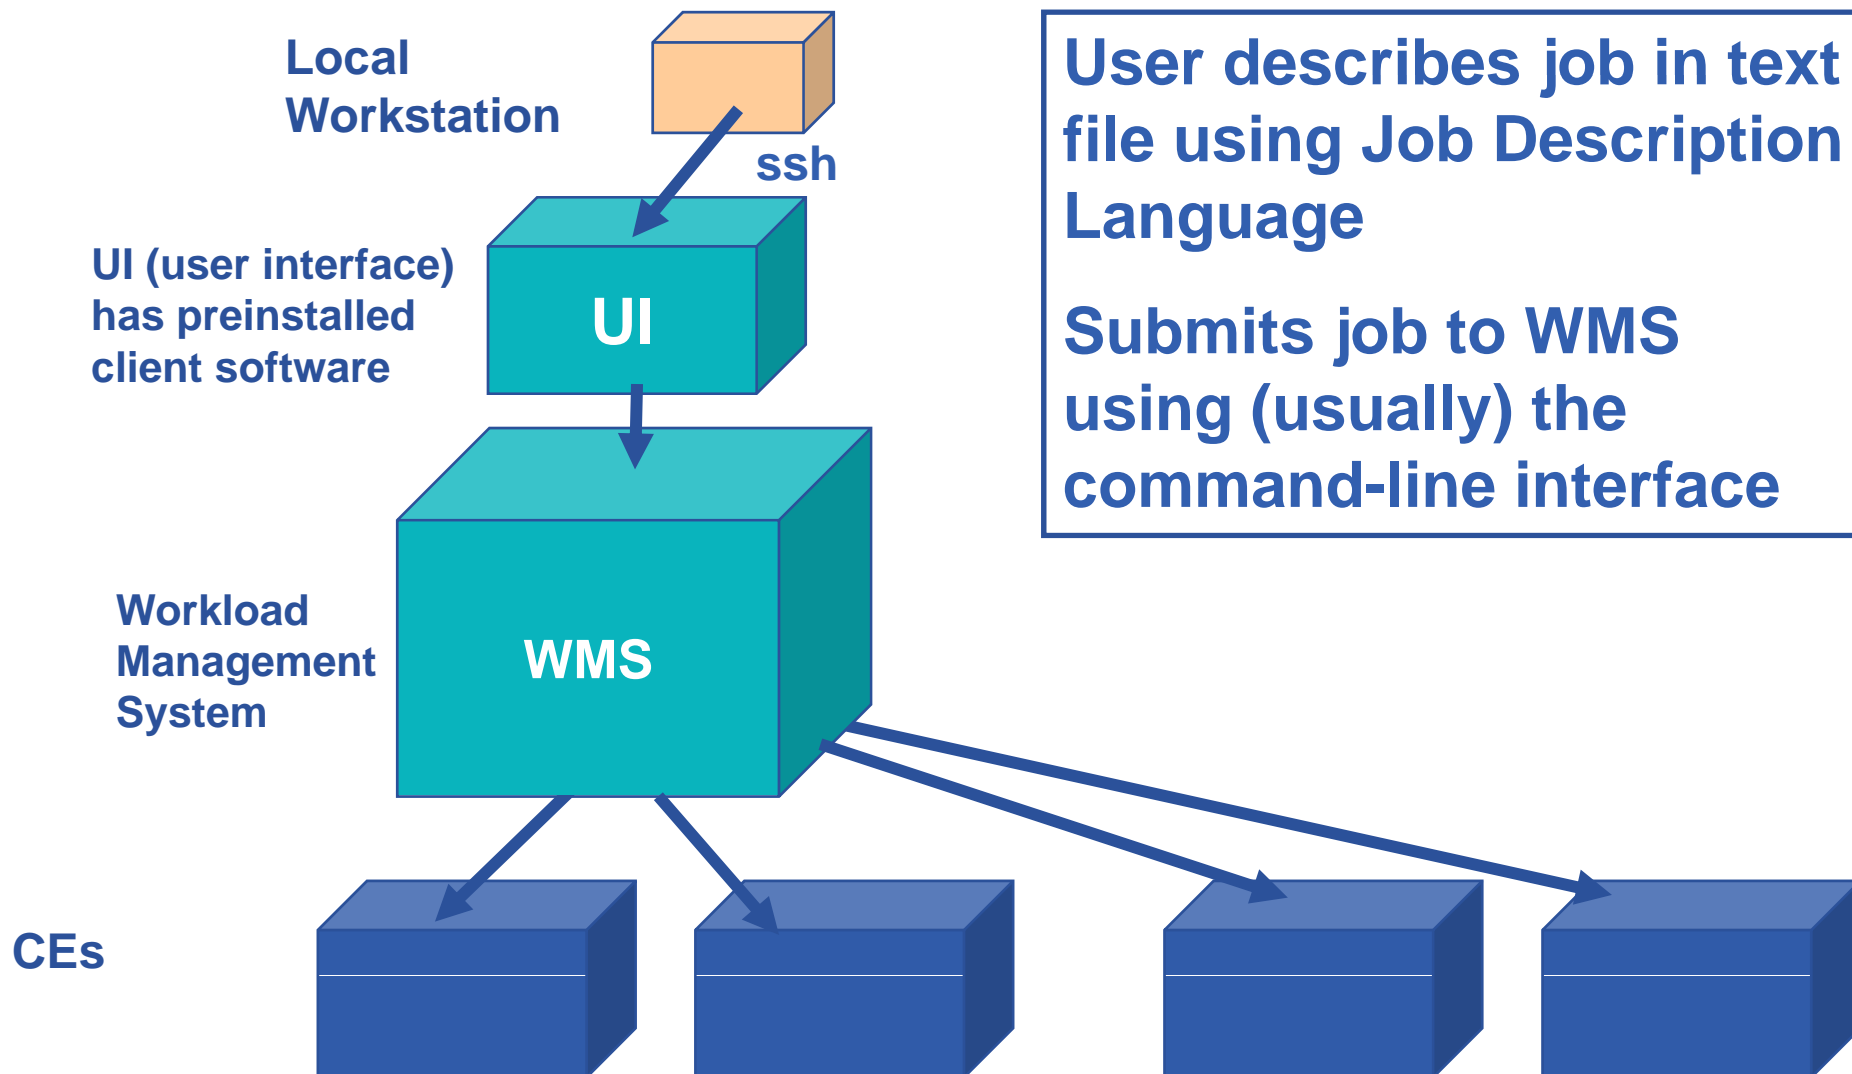 Local
Workstation
ssh
UI (user interface)
has preinstalled
client software
UI
Workload
Management
System
WMS
CEs
User describes job in text
file using Job Description
Language
Submits job to WMS
using (usually) the
command-line interface